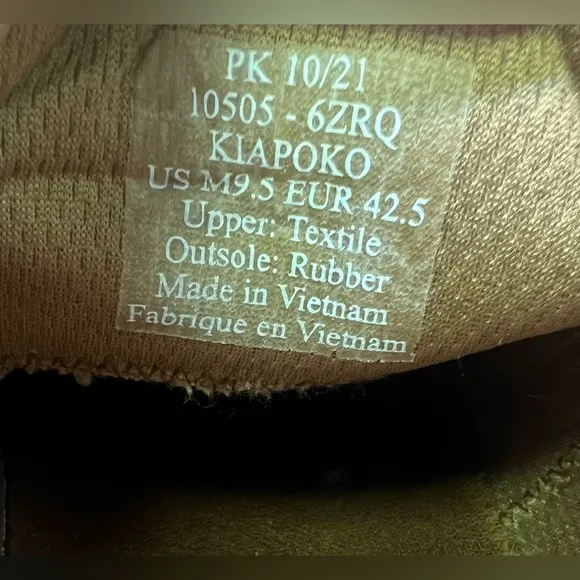 PK 10/21
10505 - 6ZRQ
KIAPOKO
US M9.5 EUR 42.5
Upper: Textile
Outsole: Rubber
Made in Vietnam
Fabrique en Vietnam